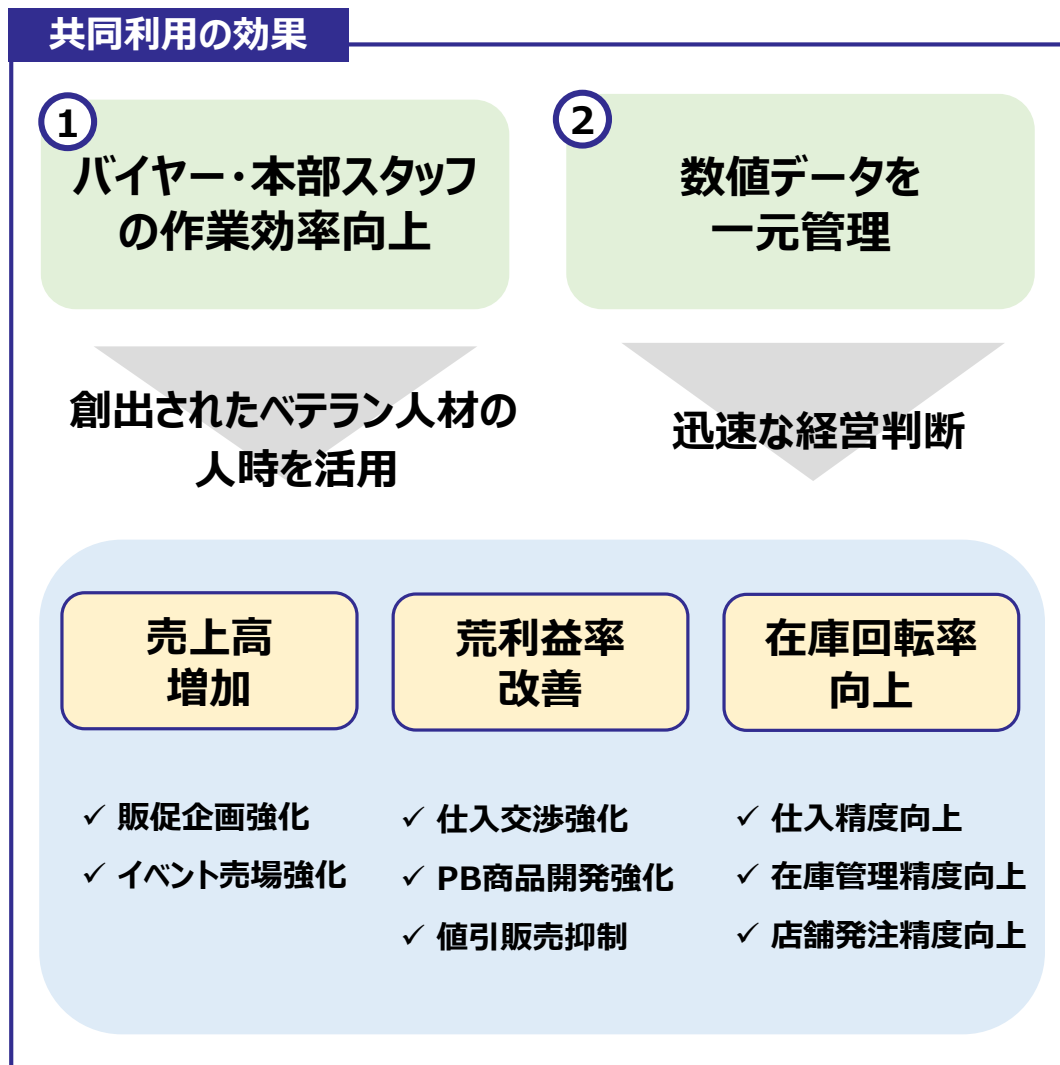 共同利用の効果
1
バイヤー・本部スタッフ
の作業効率向上
2
数値データを
一元管理
創出されたベテラン人材の
人時を活用
迅速な経営判断
売上高
増加
✓ 販促企画強化
✓ イベント売場強化
荒利益率
改善
✓ 仕入交渉強化
✓ PB商品開発強化
✓ 値引販売抑制
在庫回転率
向上
✓ 仕入精度向上
✓ 在庫管理精度向上
✓ 店舗発注精度向上